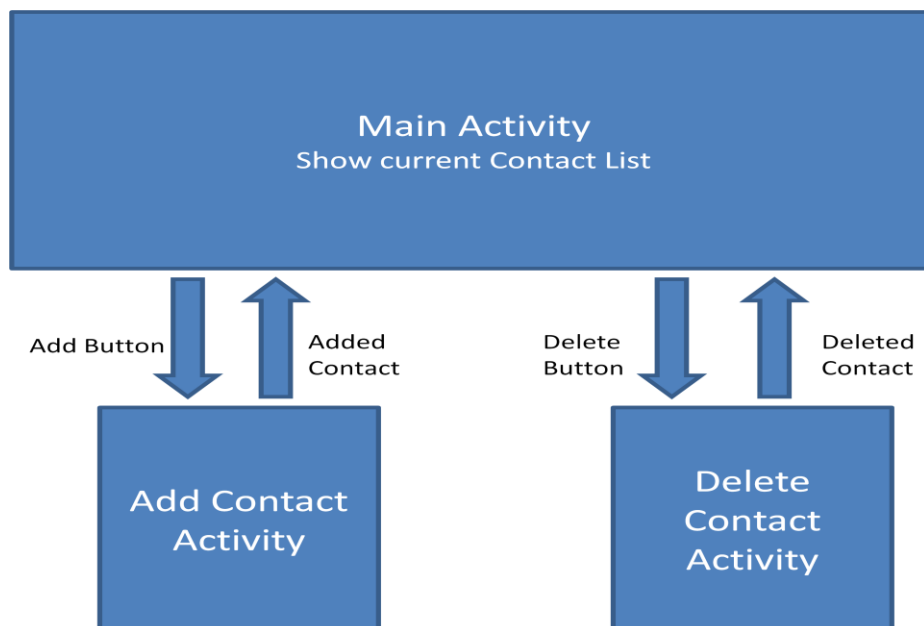 Main Activity
Show current Contact List
Add Button
Added
Contact
Delete
Button
Deleted
Contact
Add Contact
Activity
Delete
Contact
Activity